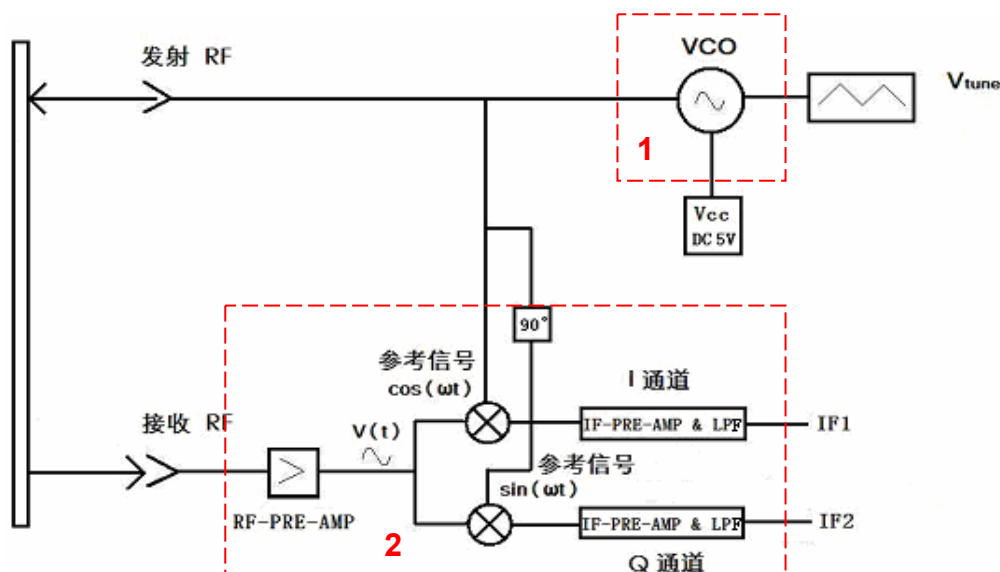 VCO
发射 RF
Vtune
1
Vcc
DC 5V
90°
参考信号
cos(ωt)
I 通道
接收 RF
V(t)
IF-PRE-AMP & LPF
IF1
参考信号
sin(ωt)
RF-PRE-AMP
IF-PRE-AMP & LPF
IF2
2
Q 通道